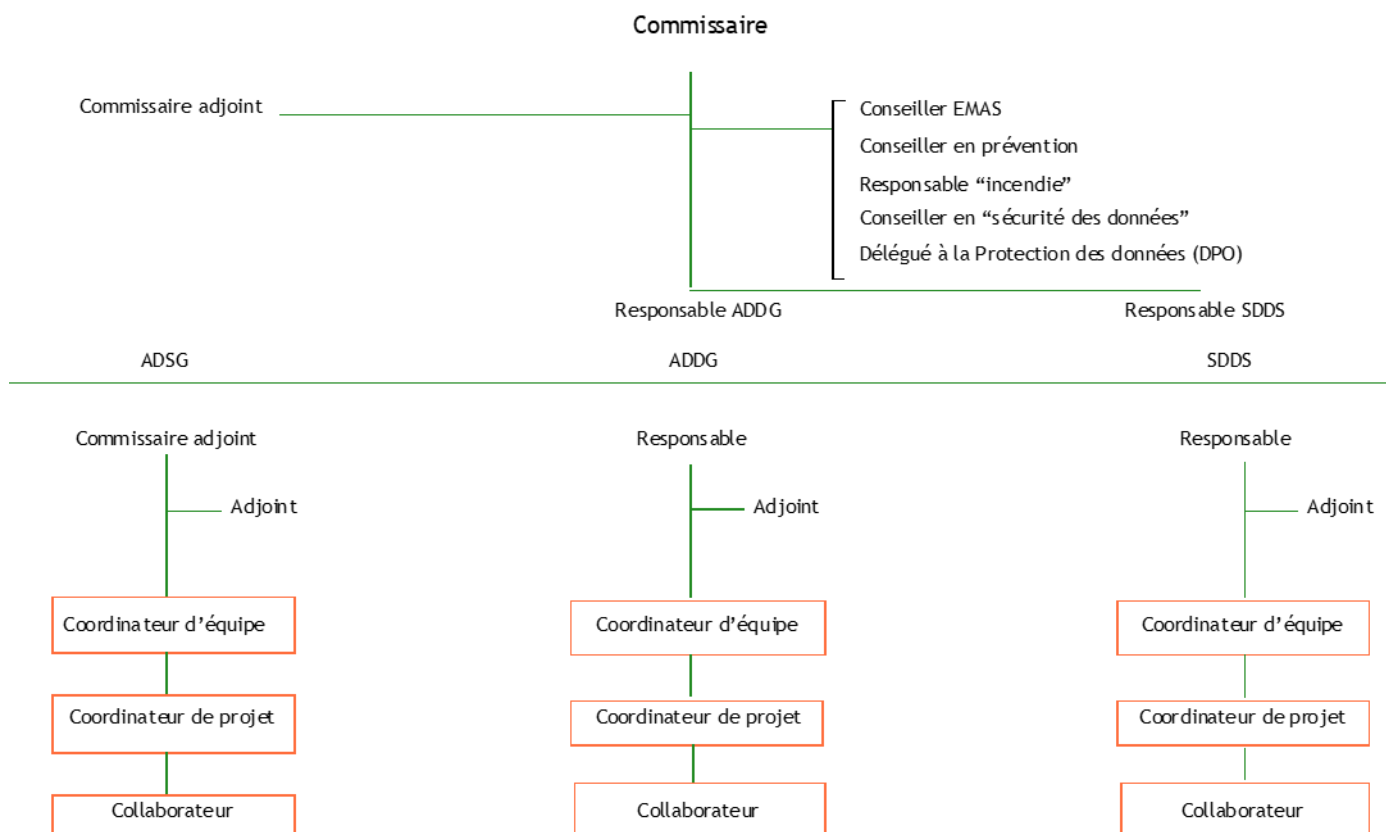 Commissaire
Commissaire adjoint
Conseiller EMAS
Conseiller en prévention
Responsable “incendie”
Conseiller en “sécurité des données”
Délégué à la Protection des données (DPO)
Responsable ADDG
Responsable SDDS
ADSG
ADDG
SDDS
Commissaire adjoint
Responsable
Responsable
Adjoint
Adjoint
Adjoint
Coordinateur d’équipe
Coordinateur d’équipe
Coordinateur d’équipe
Coordinateur de projet
Coordinateur de projet
Coordinateur de projet
Collaborateur
Collaborateur
Collaborateur